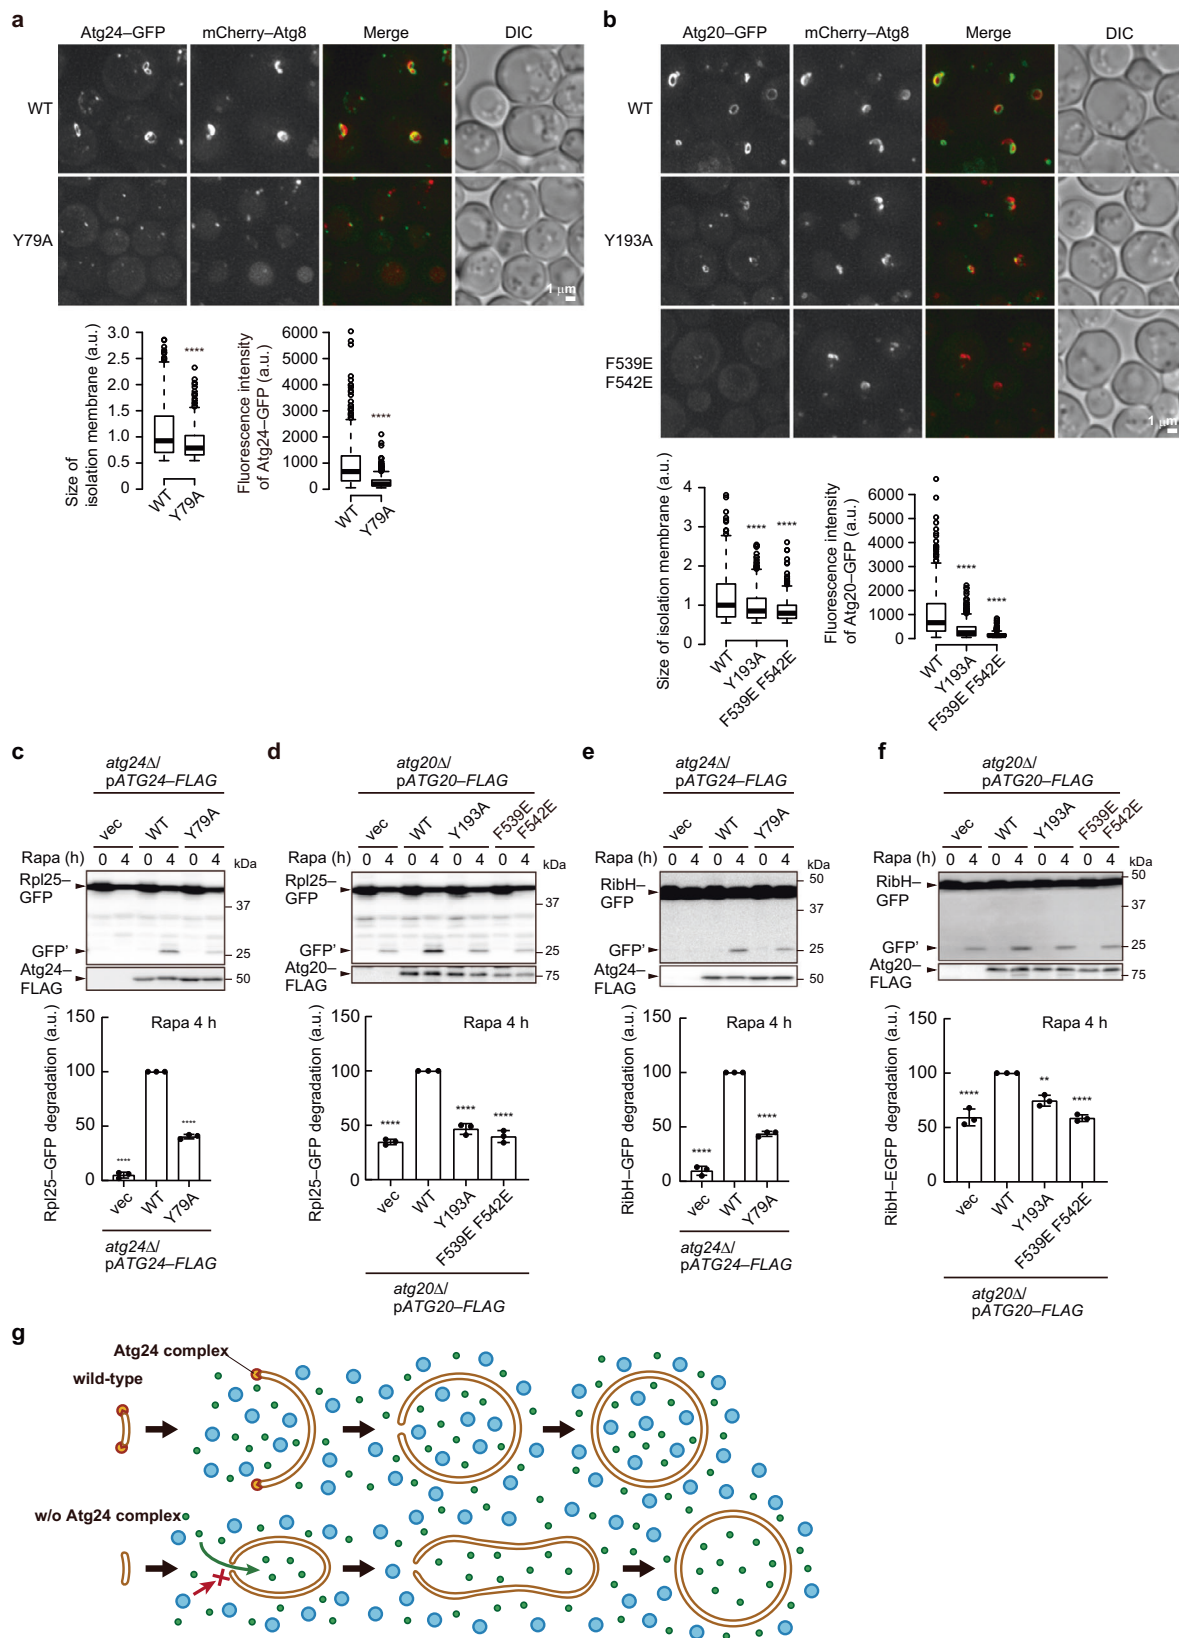 a
Atg24–GFP mCherry–Atg8 Merge DIC
WT
Y79A
1 μm
Size of isolation membrane (a.u.)
3.0
2.5
2.0
1.5
1.0
0.5
0
****
WT
Y79A
Fluorescence intensity of Atg24–GFP (a.u.)
6000
5000
4000
3000
2000
1000
0
****
WT
Y79A
b
Atg20–GFP mCherry–Atg8 Merge DIC
WT
Y193A
F539E
F542E
1 μm
Size of isolation membrane (a.u.)
4
3
2
1
0
**** ****
WT
Y193A
F539E F542E
Fluorescence intensity of Atg20–GFP (a.u.)
6000
5000
4000
3000
2000
1000
0
****
****
WT
Y193A
F539E F542E
c
atg24Δ/
pATG24–FLAG
vec WT Y79A
Rapa (h) 0 4 0 4 0 4 kDa
Rpl25–
GFP
37
GFP' 25
Atg24–
FLAG
50
Rpl25–GFP degradation (a.u.)
150
100
50
0
Rapa 4 h
****
****
vec WT Y79A
atg24Δ/
pATG24–FLAG
d
atg20Δ/
pATG20–FLAG
vec WT Y193A F539E
F542E
Rapa (h) 0 4 0 4 0 4 0 4 kDa
Rpl25–
GFP
37
GFP' 25
Atg20–
FLAG
75
Rpl25–GFP degradation (a.u.)
150
100
50
0
Rapa 4 h
**** **** ****
vec WT Y193A F539E F542E
atg20Δ/
pATG20–FLAG
e
atg24Δ/
pATG24–FLAG
vec WT Y79A
Rapa (h) 0 4 0 4 0 4 kDa
50
RibH–
GFP
37
GFP' 25
Atg24–
FLAG
50
RibH–GFP degradation (a.u.)
150
100
50
0
Rapa 4 h
****
****
vec WT Y79A
atg24Δ/
pATG24–FLAG
f
atg20Δ/
pATG20–FLAG
vec WT Y193A F539E
F542E
Rapa (h) 0 4 0 4 0 4 0 4 kDa
50
RibH–
GFP
37
GFP' 25
Atg20–
FLAG
75
RibH–EGFP degradation (a.u.)
150
100
50
0
Rapa 4 h
**** ** ****
vec WT Y193A F539E F542E
atg20Δ/
pATG20–FLAG
g
Atg24 complex
wild-type
w/o Atg24 complex